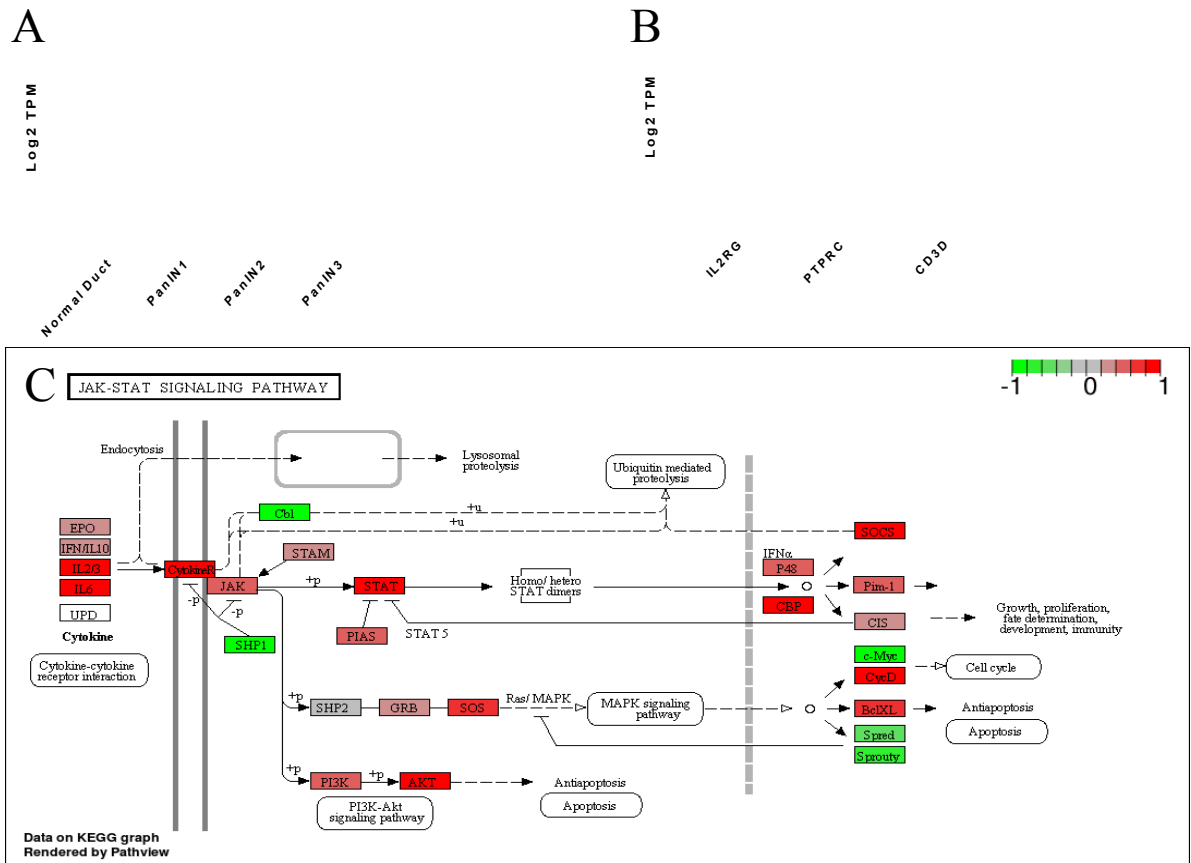 A
B
Log2 TPM
Log2 TPM
Normal Duct
PanIN1
PanIN2
PanIN3
IL2RG
PTPRC
CD3D
C
JAK-STAT SIGNALING PATHWAY
-1 0 1
Endocytosis
Lysosomal
proteolysis
Ubiquitin mediated
proteolysis
Cbl
+u
+u
EPO
IFN/IL10
IL2/3
IL6
UPD
Cytokine
Cytokine-cytokine
receptor interaction
CytokineR
JAK
STAM
-p
-p
SHP1
+p
STAT
PIAS
STAT 5
Homo/ hetero
STAT dimers
IFNα
P48
CBP
SOCS
Pim-1
CIS
Growth, proliferation,
fate determination,
development, immunity
c-Myc
CycD
Cell cycle
BclXL
Antiapoptosis
Spred
Apoptosis
Sprouty
+p
SHP2
GRB
SOS
Ras/ MAPK
MAPK signaling
pathway
+p
PI3K
+p
AKT
Antiapoptosis
Apoptosis
PI3K-Akt
signaling pathway
Data on KEGG graph
Rendered by Pathview